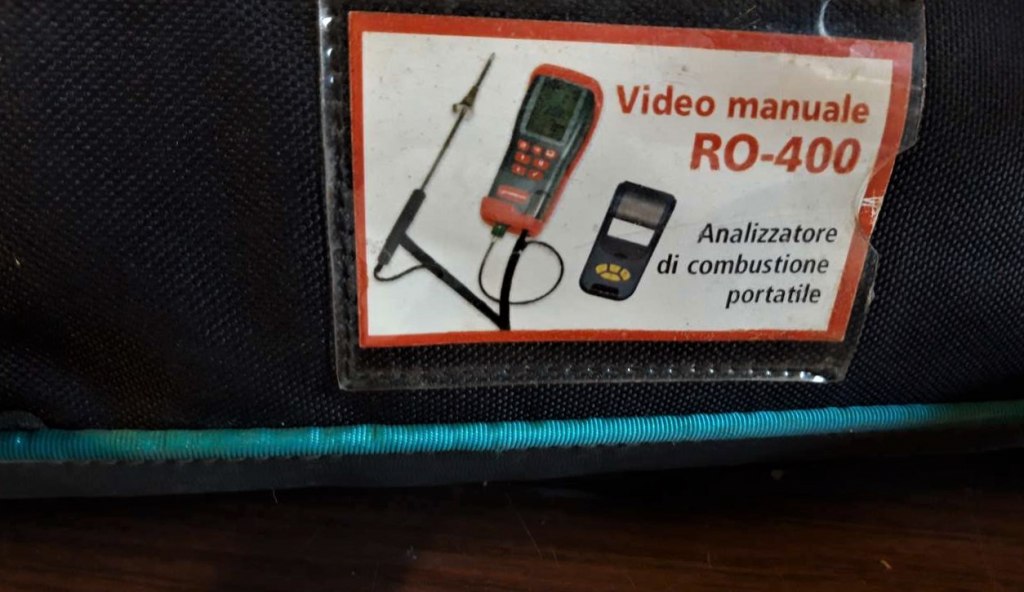 Video manuale
RO-400
Analizzatore
di combustione
portatile